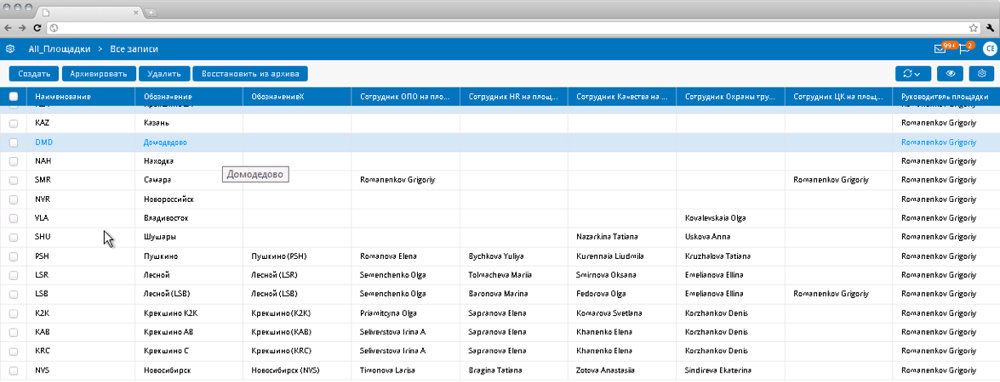 All_Площадки > Все записи 99+ 2 CE
Создать Архивировать Удалить Восстановить из архива
Наименование Обозначение ОбозначениеX Сотрудник ОПО на пло... Сотрудник HR на площ... Сотрудник Качества на ... Сотрудник Охраны тру... Сотрудник ЦК на площ... Руководитель площадки
Romanenkov Grigoriy
KAZ Казань Romanenkov Grigoriy
DMD Домодедово Romanenkov Grigoriy
NAH Находка Romanenkov Grigoriy
Домодедово
SMR Самара Romanenkov Grigoriy Romanenkov Grigoriy Romanenkov Grigoriy
NVR Новороссийск Romanenkov Grigoriy
VLA Владивосток Kovalevskaia Olga Romanenkov Grigoriy
SHU Шушары Nazarkina Tatiana Uskova Anna Romanenkov Grigoriy
PSH Пушкино Пушкино (PSH) Romanova Elena Bychkova Yuliya Kurennaia Liudmila Kruzhalova Tatiana Romanenkov Grigoriy
LSR Лесной Лесной (LSR) Semenchenko Olga Tolmacheva Mariia Smirnova Oksana Emelianova Ellina Romanenkov Grigoriy
LSB Лесной (LSB) Лесной (LSB) Semenchenko Olga Baronova Marina Fedorova Olga Emelianova Ellina Romanenkov Grigoriy Romanenkov Grigoriy
K2K Крекшино K2K Крекшино (K2K) Priamitcyna Olga Sapranova Elena Komarova Svetlana Korzhankov Denis Romanenkov Grigoriy
KAB Крекшино АВ Крекшино (KAB) Seliverstova Irina A Sapranova Elena Khanenko Elena Korzhankov Denis Romanenkov Grigoriy
KRC Крекшино С Крекшино (KRC) Seliverstova Irina A Sapranova Elena Khanenko Elena Korzhankov Denis Romanenkov Grigoriy
NVS Новосибирск Новосибирск (NVS) Timonova Larisa Bragina Tatiana Zotova Anastasiia Sindireva Ekaterina Romanenkov Grigoriy